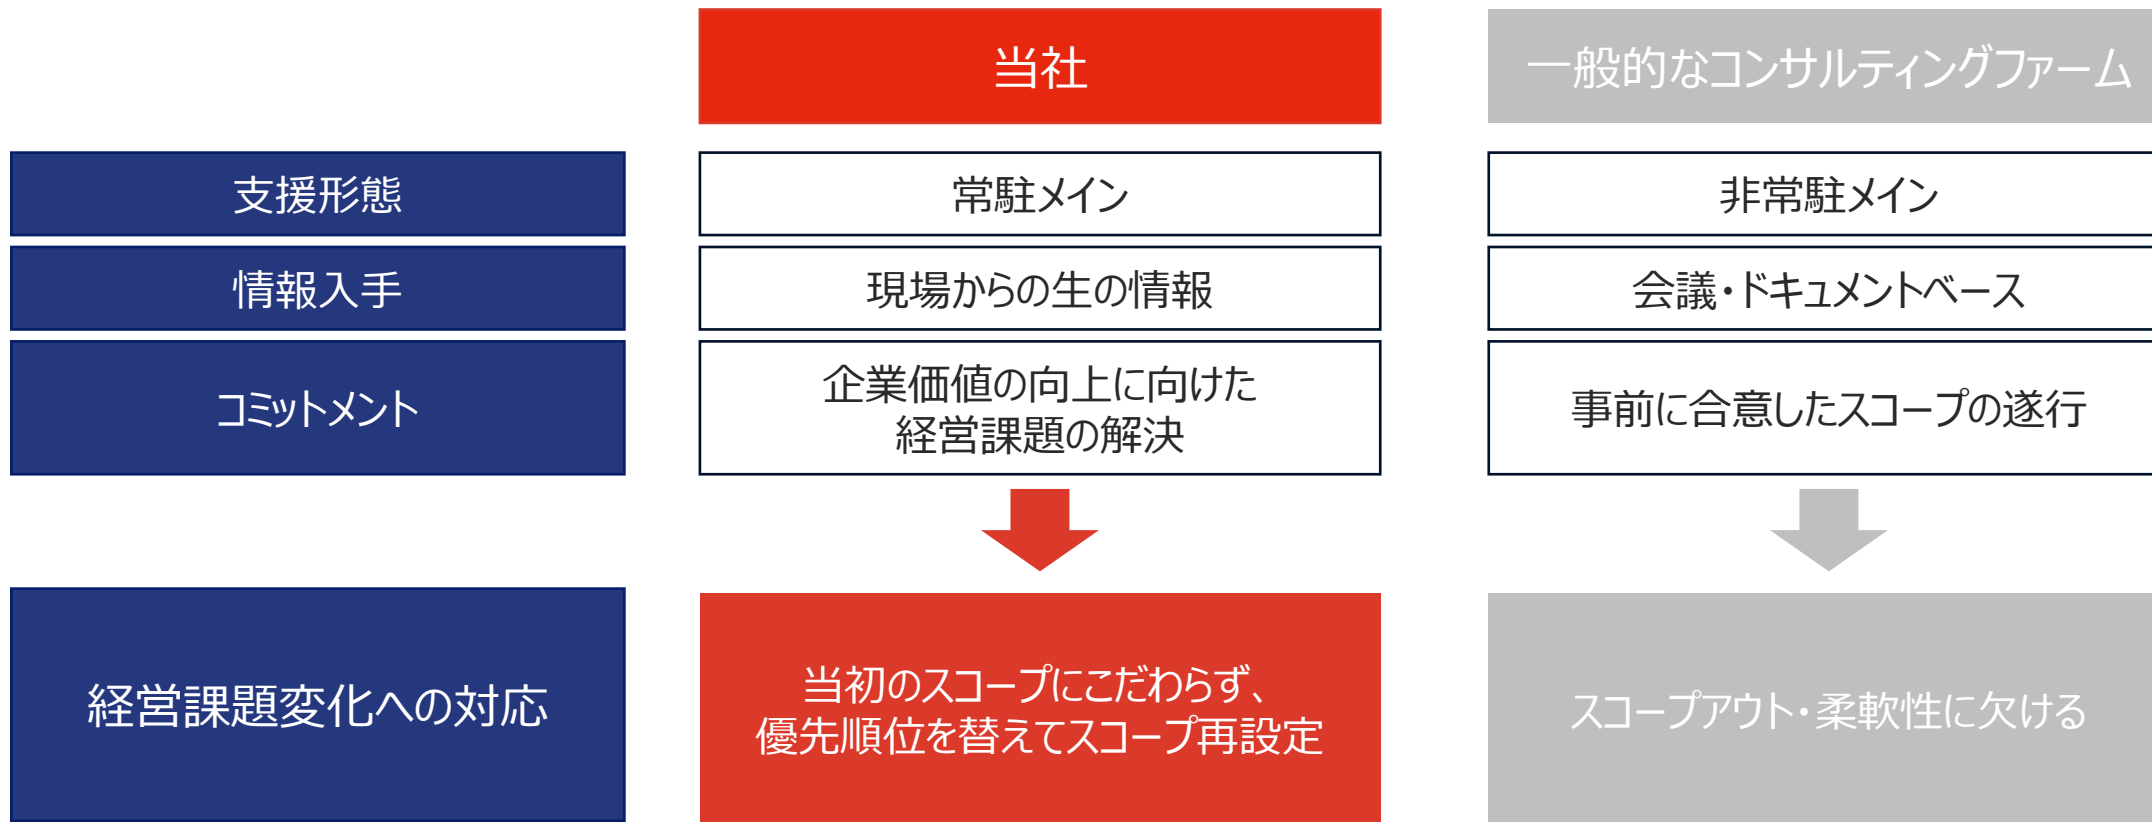 当社
一般的なコンサルティングファーム
支援形態
常駐メイン
非常駐メイン
情報入手
現場からの生の情報
会議・ドキュメントベース
コミットメント
企業価値の向上に向けた
経営課題の解決
事前に合意したスコープの遂行
経営課題変化への対応
当初のスコープにこだわらず、
優先順位を替えてスコープ再設定
スコープアウト・柔軟性に欠ける